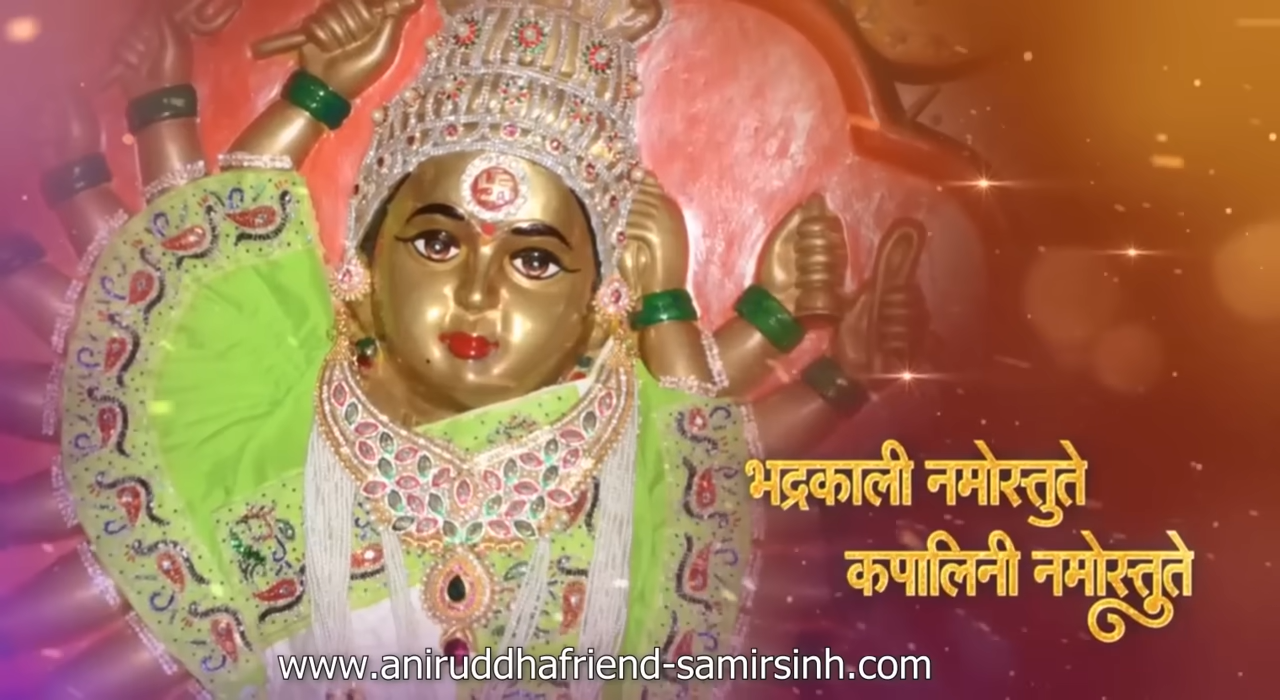 भद्रकाली नमोस्तुते
कपालिनी नमोस्तुते
www.aniruddhafriend-samirsinh.com